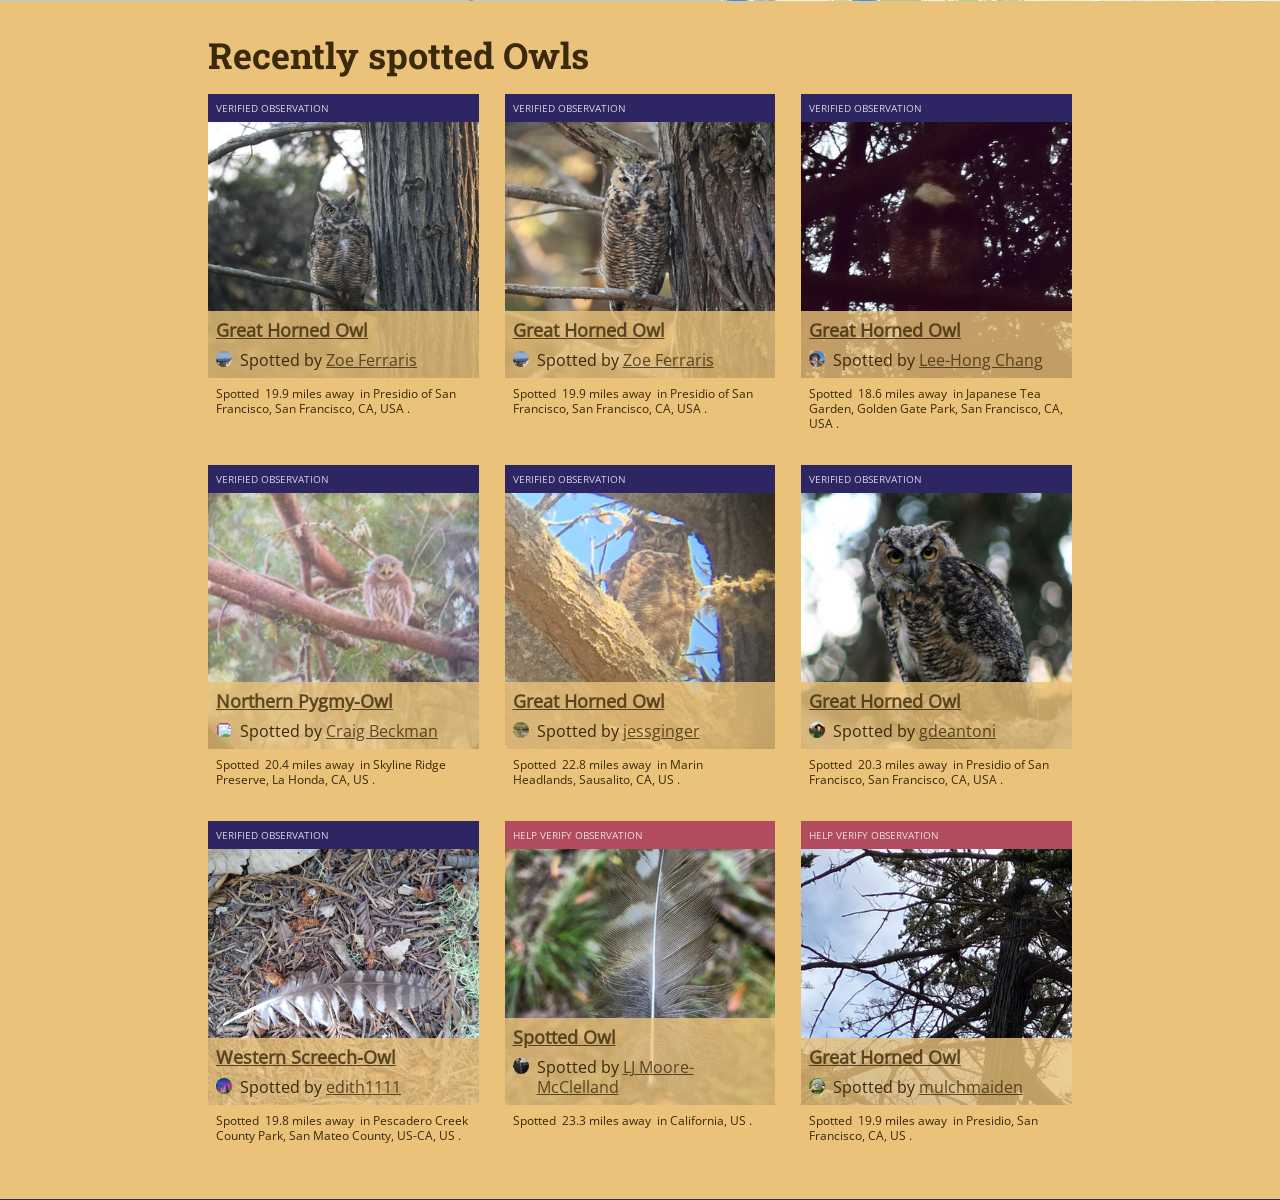 Recently spotted Owls
VERIFIED OBSERVATION
Great Horned Owl
Spotted by Zoe Ferraris
Spotted 19.9 miles away in Presidio of San
Francisco, San Francisco, CA, USA .
VERIFIED OBSERVATION
Great Horned Owl
Spotted by Zoe Ferraris
Spotted 19.9 miles away in Presidio of San
Francisco, San Francisco, CA, USA .
VERIFIED OBSERVATION
Great Horned Owl
Spotted by Lee-Hong Chang
Spotted 18.6 miles away in Japanese Tea
Garden, Golden Gate Park, San Francisco, CA,
USA .
VERIFIED OBSERVATION
Northern Pygmy-Owl
Spotted by Craig Beckman
Spotted 20.4 miles away in Skyline Ridge
Preserve, La Honda, CA, US .
VERIFIED OBSERVATION
Great Horned Owl
Spotted by jessginger
Spotted 22.8 miles away in Marin
Headlands, Sausalito, CA, US .
VERIFIED OBSERVATION
Great Horned Owl
Spotted by gdeantoni
Spotted 20.3 miles away in Presidio of San
Francisco, San Francisco, CA, USA .
VERIFIED OBSERVATION
Western Screech-Owl
Spotted by edith1111
Spotted 19.8 miles away in Pescadero Creek
County Park, San Mateo County, US-CA, US .
HELP VERIFY OBSERVATION
Spotted Owl
Spotted by LJ Moore-
McClelland
Spotted 23.3 miles away in California, US .
HELP VERIFY OBSERVATION
Great Horned Owl
Spotted by mulchmaiden
Spotted 19.9 miles away in Presidio, San
Francisco, CA, US .